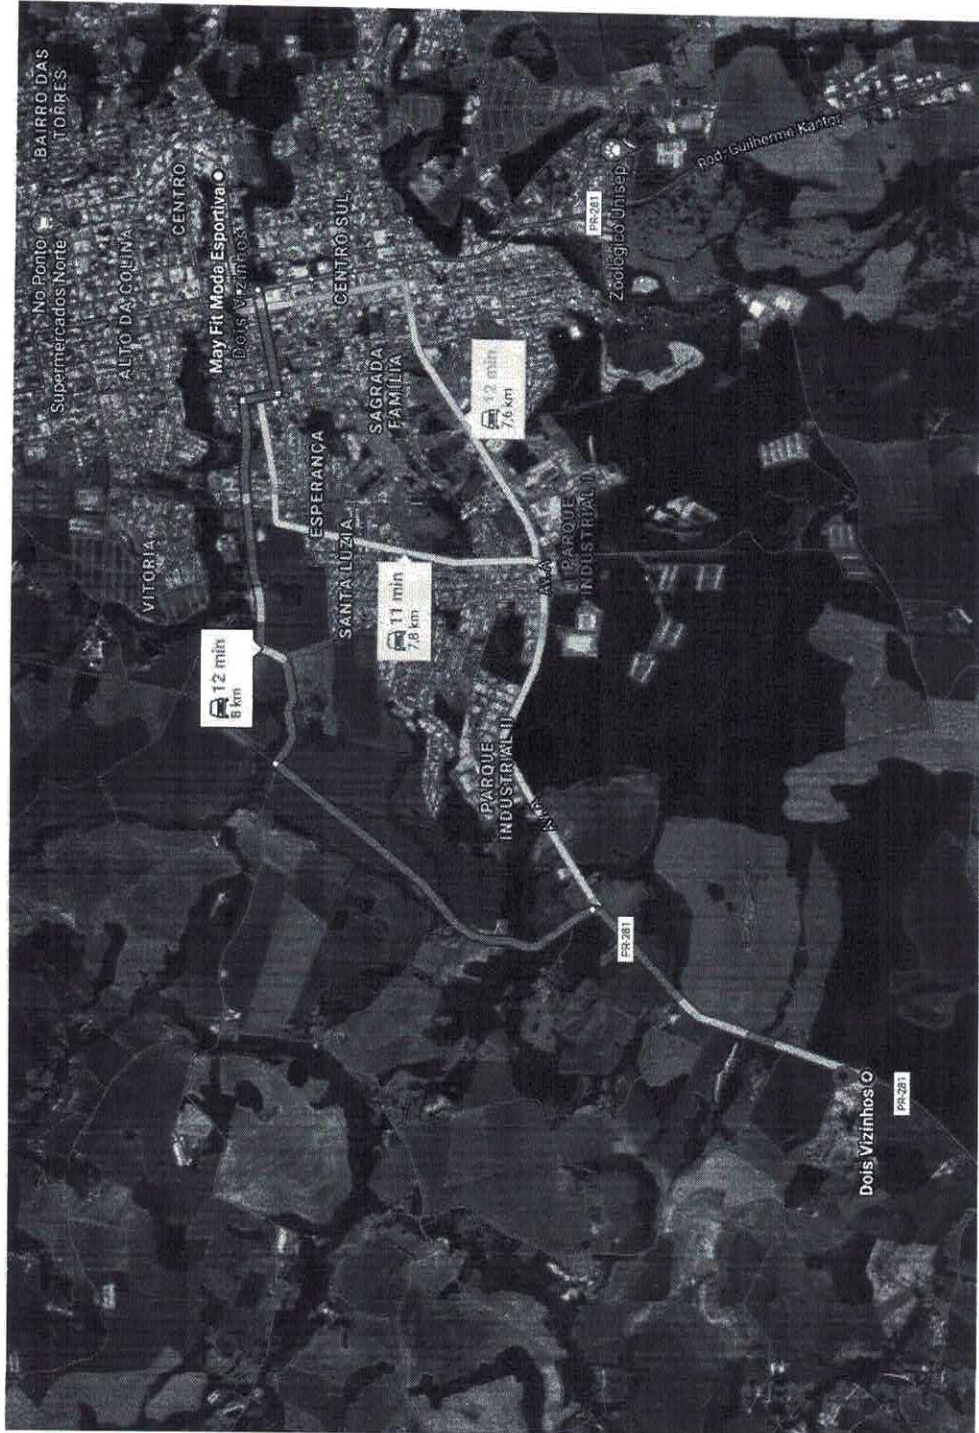 BAIRRO DAS
TORRES
No Ponto
Supermercados Norte
ALTO DA COLINA
CENTRO
May Fit Moda Esportiva
Dois Vizinhos
CENTRO SUL
VITORIA
ESPERANÇA
SAGRADA
FAMÍLIA
SANTA LUZIA
12 min
8 km
11 min
7,8 km
12 min
7,6 km
PR-281
Zoológico Unisep
Rod. Guilherme Kantor
PARQUE
INDUSTRIAL II
PARQUE
INDUSTRIAL II
PR-281
Dois Vizinhos
PR-281